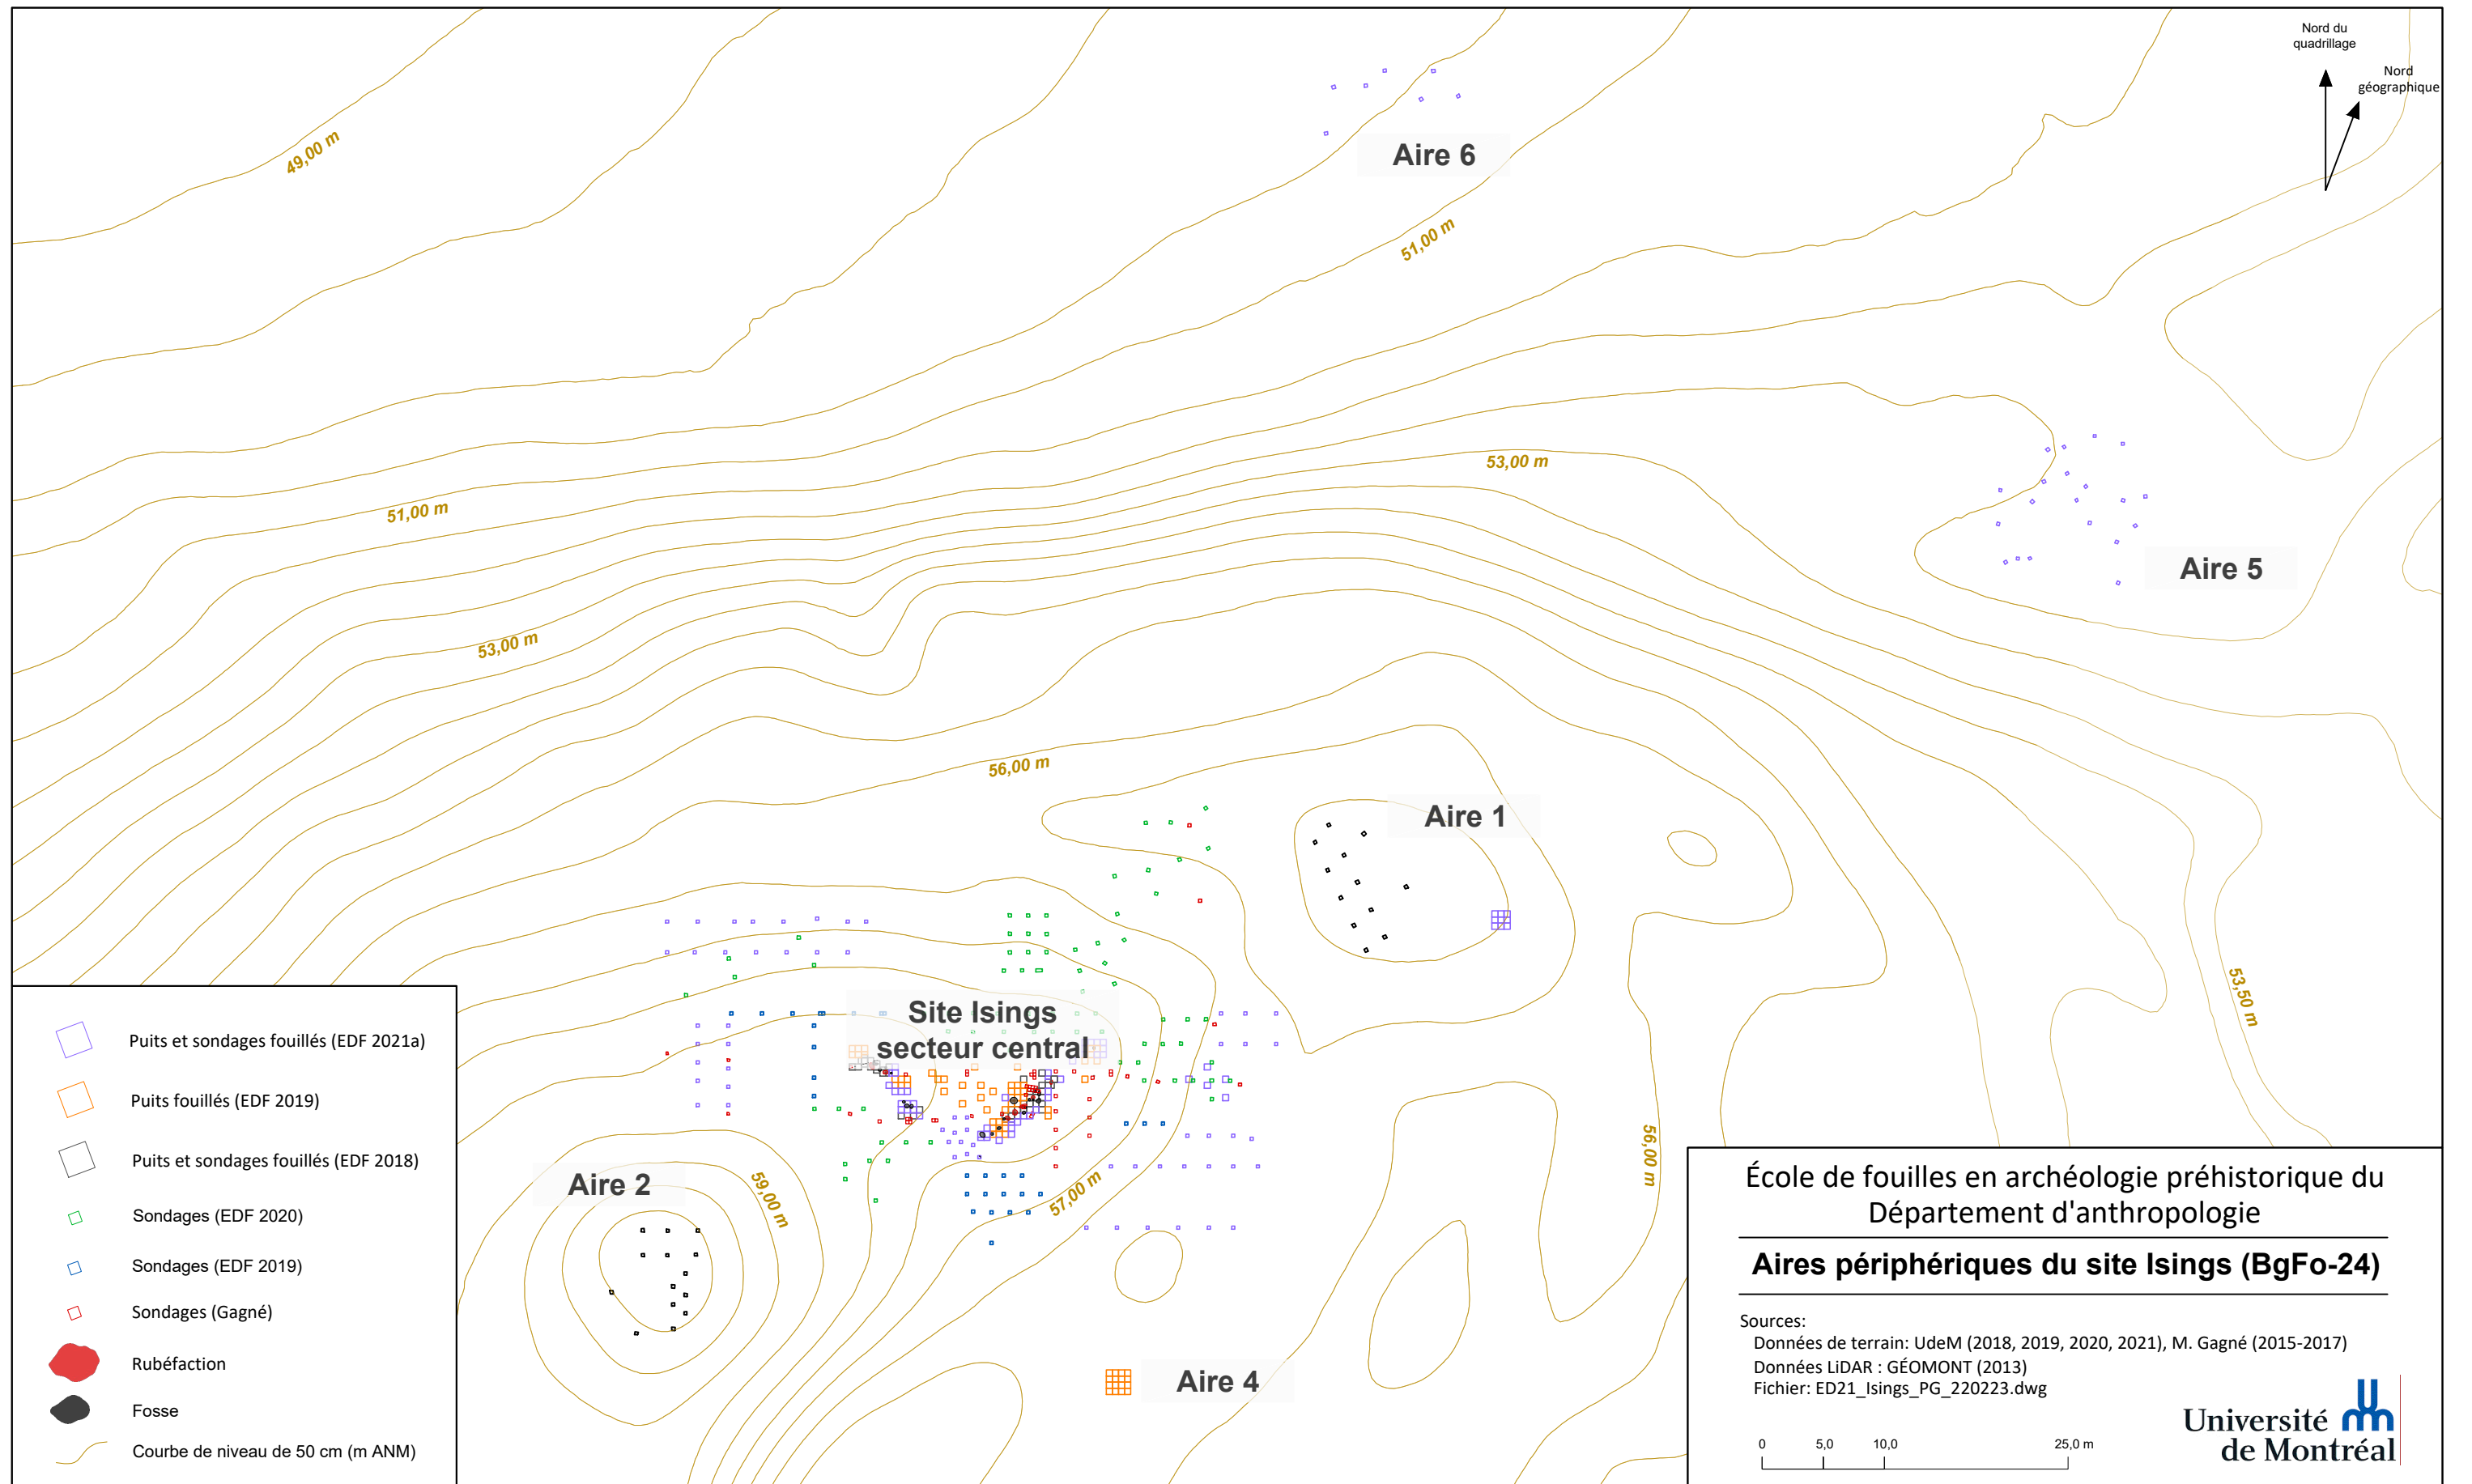 Nord du
quadrillage
Nord
géographique
49,00 m
Aire 6
51,00 m
53,00 m
51,00 m
Aire 5
53,00 m
56,00 m
Aire 1
53,50 m
Site Isings
secteur central
56,00 m
Aire 2
59,00 m
57,00 m
Aire 4
Puits et sondages fouillés (EDF 2021a)
Puits fouillés (EDF 2019)
Puits et sondages fouillés (EDF 2018)
Sondages (EDF 2020)
Sondages (EDF 2019)
Sondages (Gagné)
Rubéfaction
Fosse
Courbe de niveau de 50 cm (m ANM)
École de fouilles en archéologie préhistorique du
Département d'anthropologie
Aires périphériques du site Isings (BgFo-24)
Sources:
Données de terrain: UdeM (2018, 2019, 2020, 2021), M. Gagné (2015-2017)
Données LiDAR : GÉOMONT (2013)
Fichier: ED21_Isings_PG_220223.dwg
0 5,0 10,0 25,0 m
Université
de Montréal